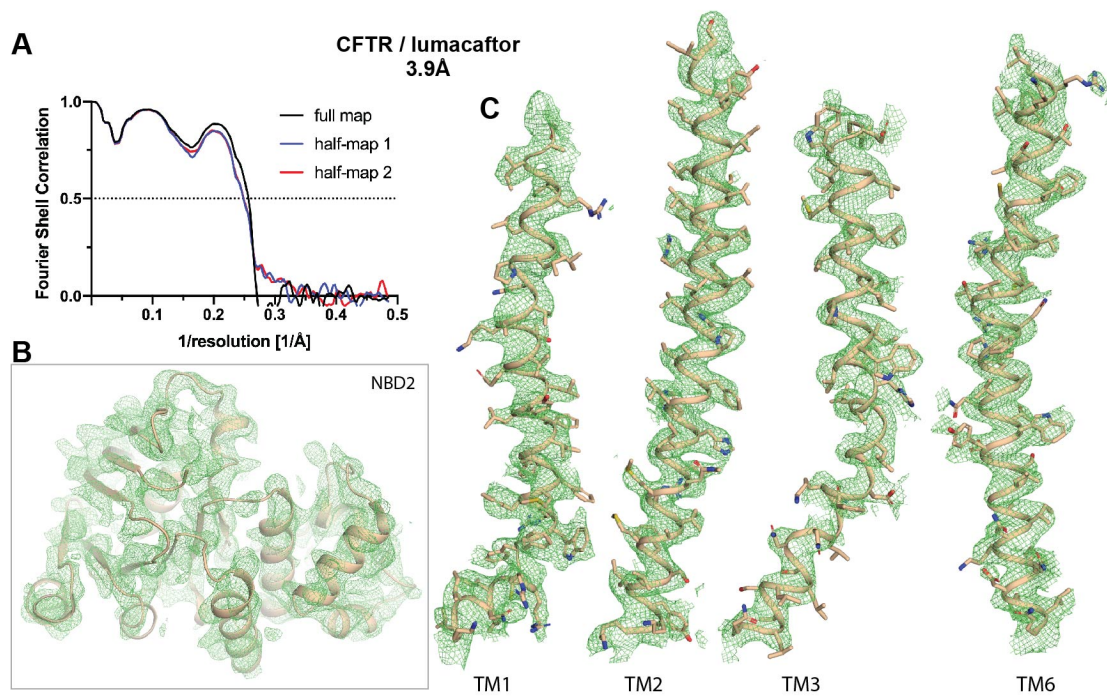 A
CFTR / lumacaftor
3.9Å
C
Fourier Shell Correlation
1.0
0.5
0.0
full map
half-map 1
half-map 2
0.1
0.2
0.3
0.4
0.5
1/resolution [1/Å]
B
NBD2
TM1
TM2
TM3
TM6